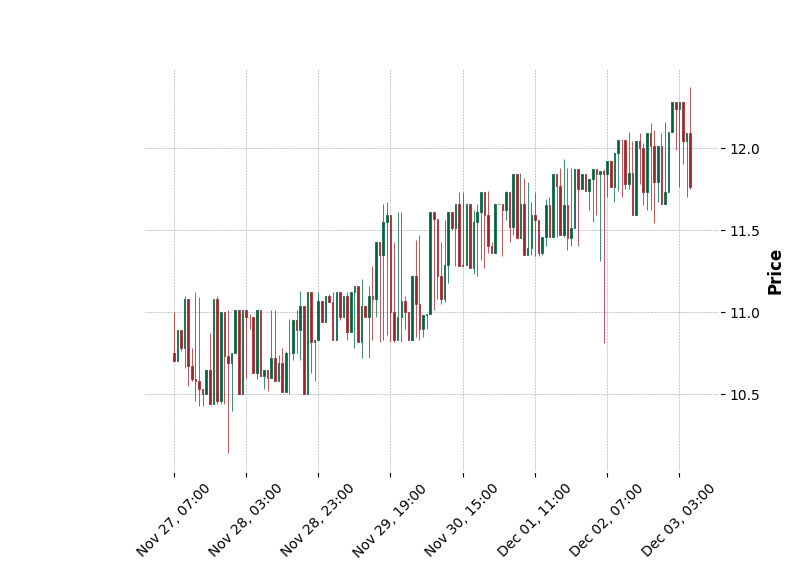 12.0
11.5
11.0
10.5
Price
Nov 27, 07:00
Nov 28, 03:00
Nov 28, 23:00
Nov 29, 19:00
Nov 30, 15:00
Dec 01, 11:00
Dec 02, 07:00
Dec 03, 03:00